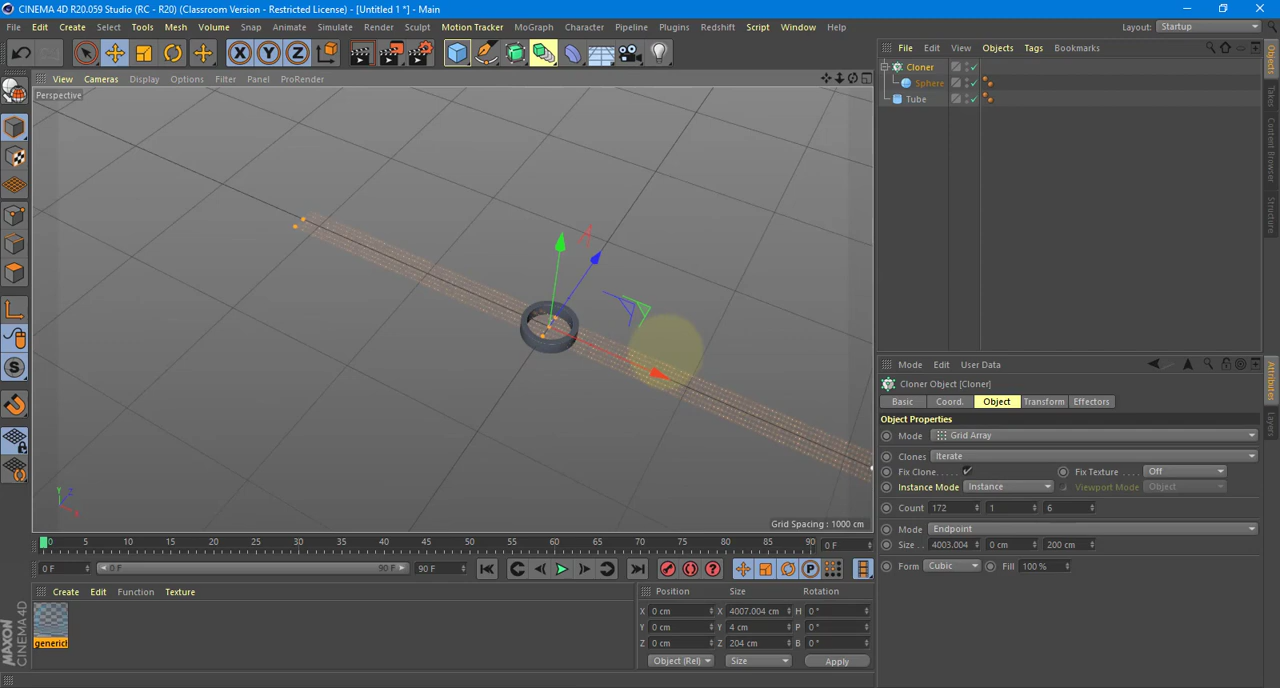 CINEMA 4D R20.059 Studio (RC - R20) (Classroom Version - Restricted License) - [Untitled 1 *] - Main
File Edit Create Select Tools Mesh Volume Snap Animate Simulate Render Sculpt Motion Tracker MoGraph Character Pipeline Plugins Redshift Script Window Help Layout: Startup
X Y Z
File Edit View Objects Tags Bookmarks
View Cameras Display Options Filter Panel ProRender
Cloner
Sphere
Tube
Perspective
Objects
Takes
Content Browser
Structure
Mode Edit User Data
Cloner Object [Cloner]
Basic Coord. Object Transform Effectors
Attributes
Layers
Object Properties
Mode Grid Array
Clones Iterate
Fix Clone Fix Texture Off
Instance Mode Instance Viewport Mode Object
Count 172 1 6
Mode Endpoint
Size 4003.004 0 cm 200 cm
Form Cubic Fill 100 %
Y Z X
Grid Spacing : 1000 cm
0 5 10 15 20 25 30 35 40 45 50 55 60 65 70 75 80 85 90 0 F
0 F 0 F 90 F 90 F
Create Edit Function Texture
generic
Position Size Rotation
X 0 cm X 4007.004 cm H 0 °
Y 0 cm Y 4 cm P 0 °
Z 0 cm Z 204 cm B 0 °
Object (Rel) Size Apply
MAXON
CINEMA 4D